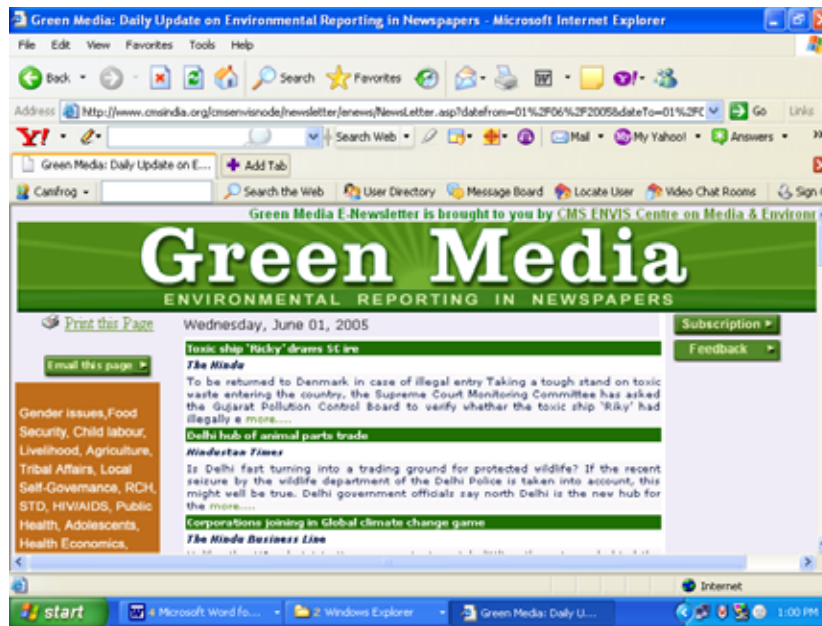 Green Media: Daily Update on Environmental Reporting in Newspapers - Microsoft Internet Explorer
File Edit View Favorites Tools Help
Back Search Favorites
Address http://www.cmsindia.org/cmsenvisnode/newsletter/enews/NewsLetter.asp?datefrom=01%2F06%2F2005&dateTo=01%2F Go Links
Y! Search Web Mail My Yahoo! Answers
Green Media: Daily Update on E... Add Tab
Camfrog Search the Web User Directory Message Board Locate User Video Chat Rooms Sign
Green Media E-Newsletter is brought to you by CMS ENVIS Centre on Media & Environ
Green Media
ENVIRONMENTAL REPORTING IN NEWSPAPERS
Print this Page
Wednesday, June 01, 2005
Subscription
Email this page
Feedback
Toxic ship 'Ricky' draws SC ire
The Hindu
To be returned to Denmark in case of illegal entry Taking a tough stand on toxic
waste entering the country, the Supreme Court Monitoring Committee has asked
the Gujarat Pollution Control Board to verify whether the toxic ship 'Riky' had
illegally e more....
Delhi hub of animal parts trade
Hindustan Times
Is Delhi fast turning into a trading ground for protected wildlife? If the recent
seizure by the wildlife department of the Delhi Police is taken into account, this
might well be true. Delhi government officials say north Delhi is the new hub for
the more....
Corporations joining in Global climate change game
The Hindu Business Line
Gender issues,Food
Security, Child labour,
Livelihood, Agriculture,
Tribal Affairs, Local
Self-Governance, RCH,
STD, HIV/AIDS, Public
Health, Adolescents,
Health Economics,
Internet
start 4 Microsoft Word fo... 2 Windows Explorer Green Media: Daily U... 1:00 PM